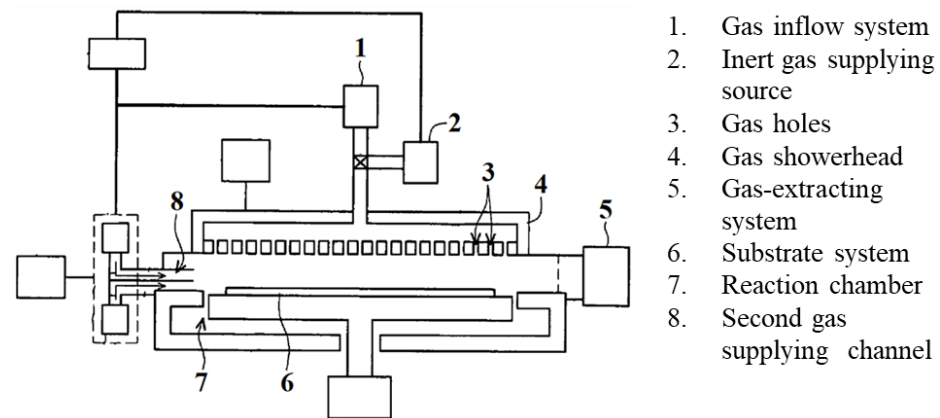 1
2
3
4
5
6
7
8
1. Gas inflow system
2. Inert gas supplying
source
3. Gas holes
4. Gas showerhead
5. Gas-extracting
system
6. Substrate system
7. Reaction chamber
8. Second gas
supplying channel